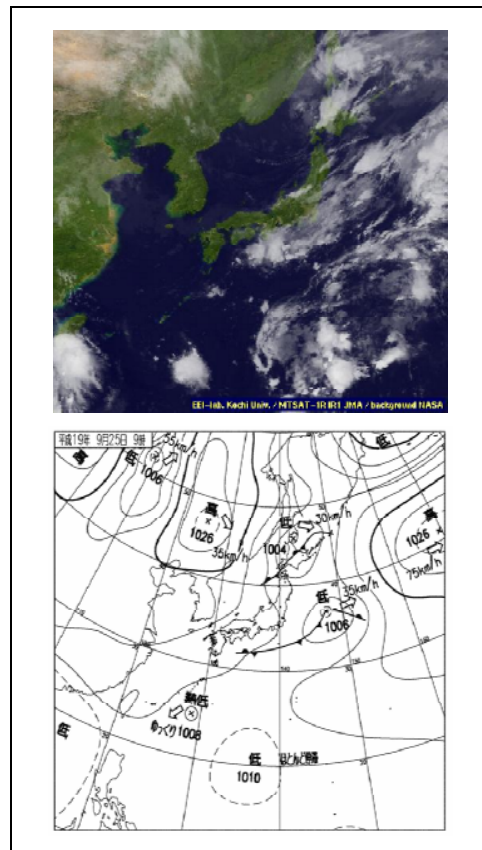 EEI-lab. Kochi Univ. / MTSAT-1R IR1 JMA / background NASA
平成19年 9月25日 9時
高
低
1006
35km/h
低
高
1026
35km/h
低
1004
30km/h
高
1026
75km/h
低
1006
35km/h
熱低
ゆっくり 1008
低
低
1010
ほとんど停滞